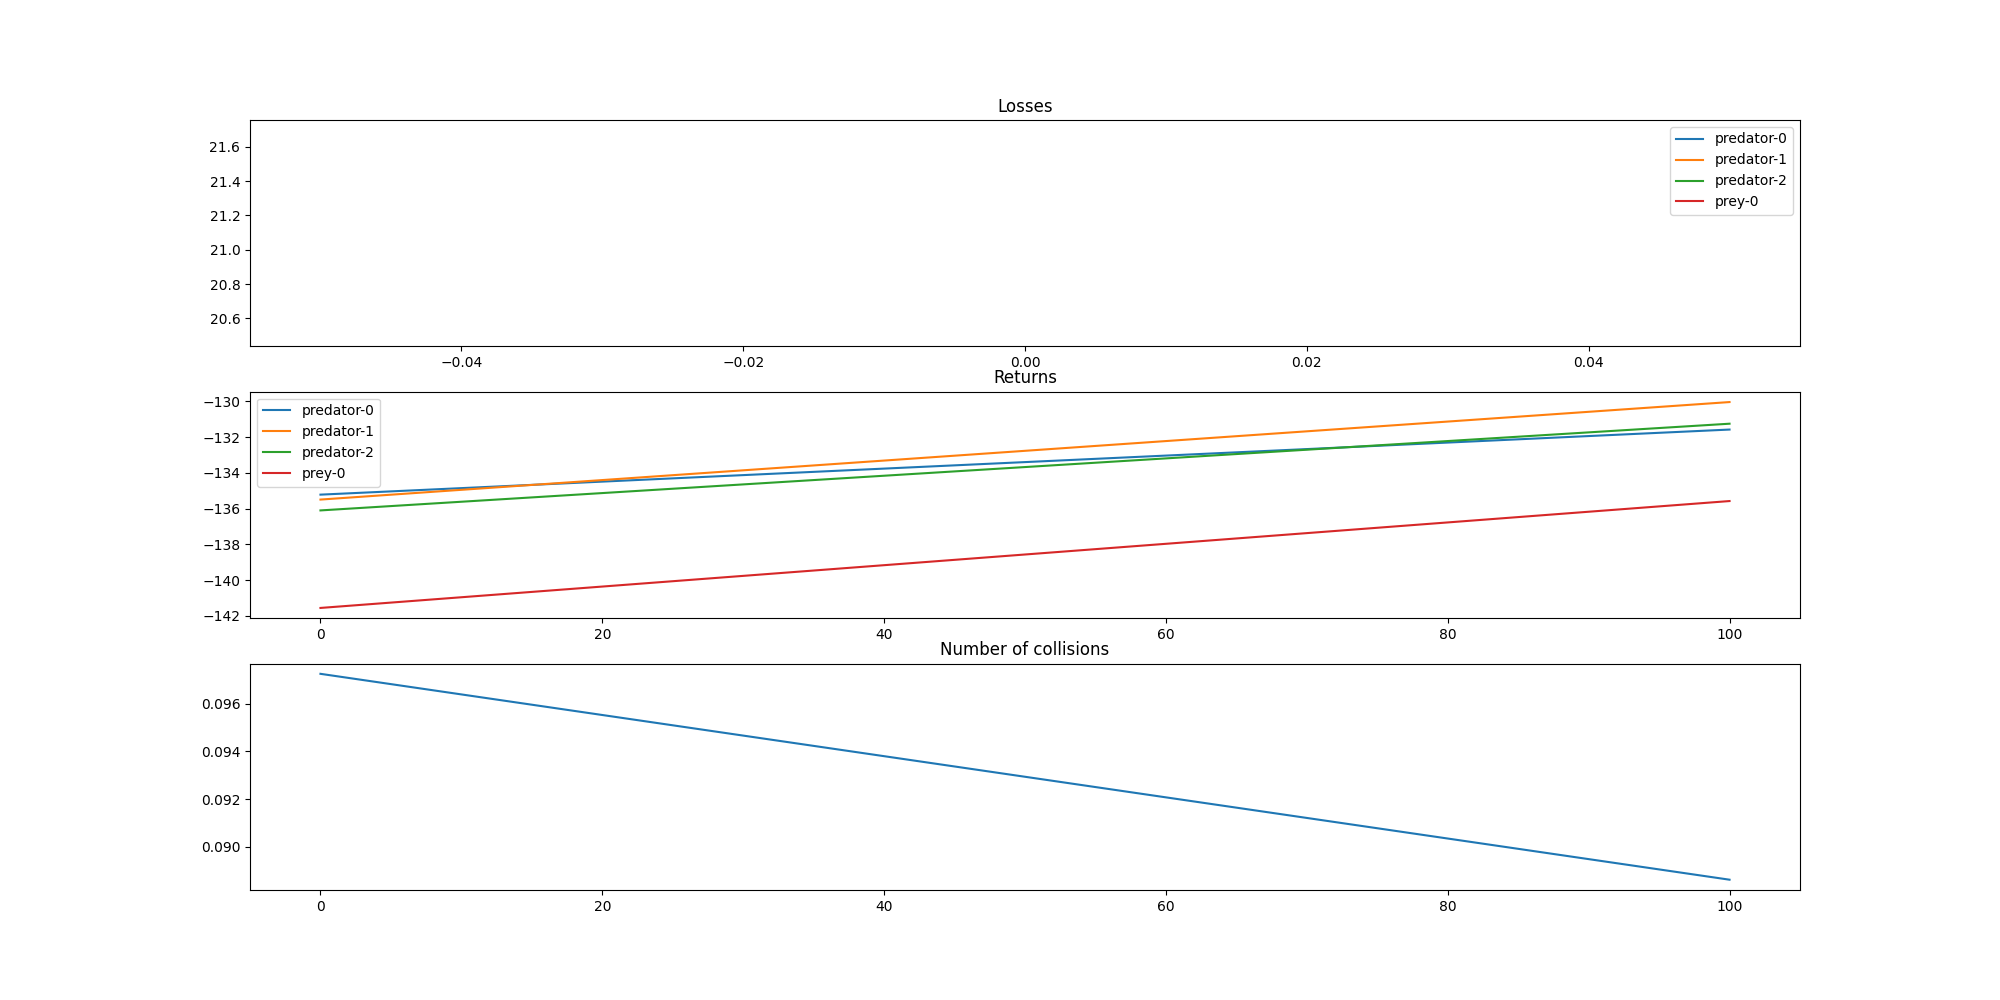 Losses
21.6
21.4
21.2
21.0
20.8
20.6
predator-0
predator-1
predator-2
prey-0
−0.04 −0.02 0.00 0.02 0.04
Returns
−130
−132
−134
−136
−138
−140
−142
predator-0
predator-1
predator-2
prey-0
0 20 40 60 80 100
Number of collisions
0.096
0.094
0.092
0.090
0 20 40 60 80 100